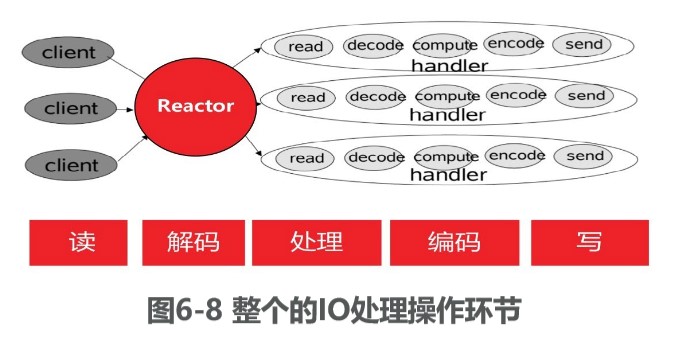 client
client
client
Reactor
read decode compute encode send
handler
read decode compute encode send
handler
read decode compute encode send
handler
读 解码 处理 编码 写
图6-8 整个的IO处理操作环节